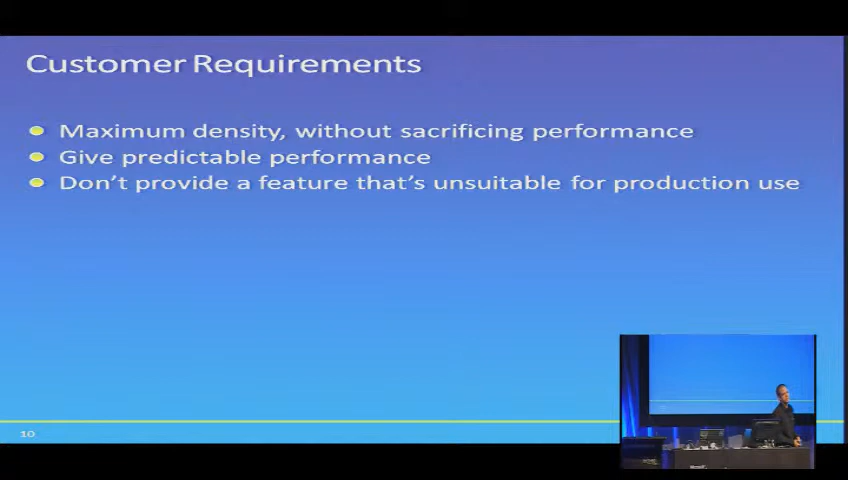 Customer Requirements
Maximum density, without sacrificing performance
Give predictable performance
Don't provide a feature that's unsuitable for production use
10